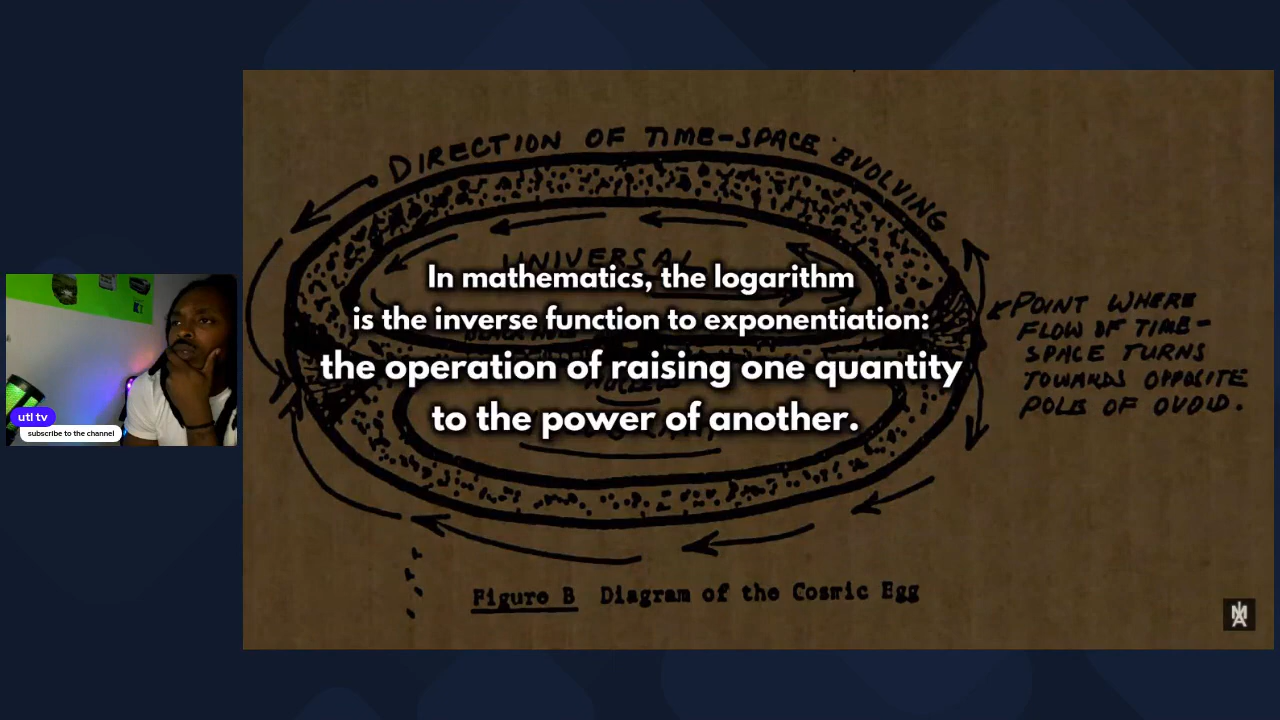 DIRECTION OF TIME-SPACE EVOLVING
UNIVERSAL
In mathematics, the logarithm
is the inverse function to exponentiation:
the operation of raising one quantity
to the power of another.
POINT WHERE
FLOW OF TIME-
SPACE TURNS
TOWARDS OPPOSITE
POLE OF OVOID.
Figure B Diagram of the Cosmic Egg
utl tv
subscribe to the channel